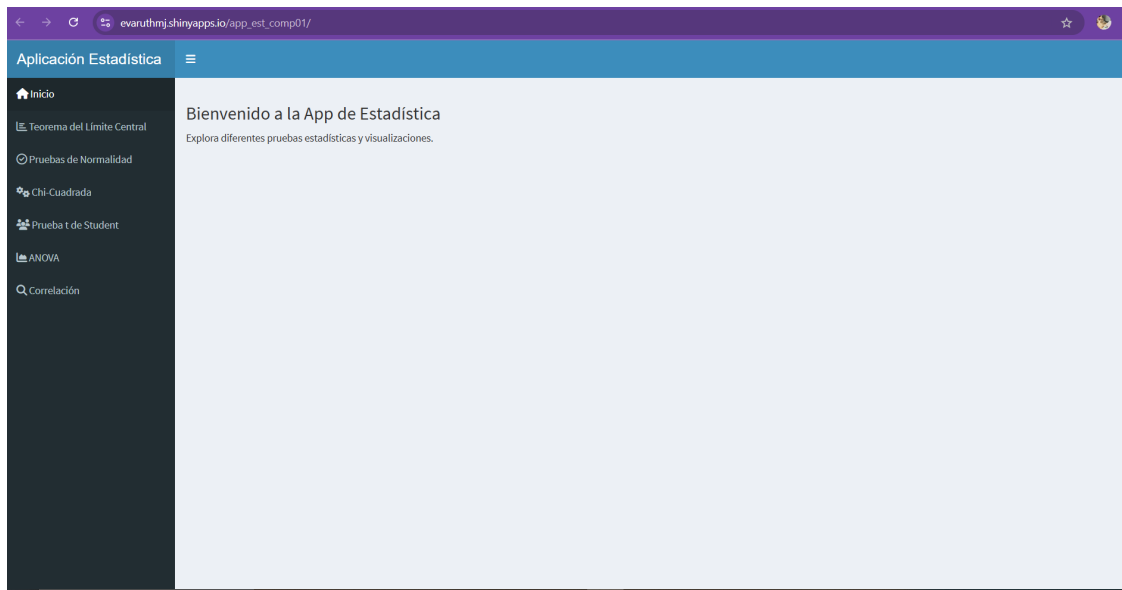 evaruthmj.shinyapps.io/app_est_comp01/
Aplicación Estadística
Inicio
Teorema del Límite Central
Pruebas de Normalidad
Chi-Cuadrada
Prueba t de Student
ANOVA
Correlación
Bienvenido a la App de Estadística
Explora diferentes pruebas estadísticas y visualizaciones.